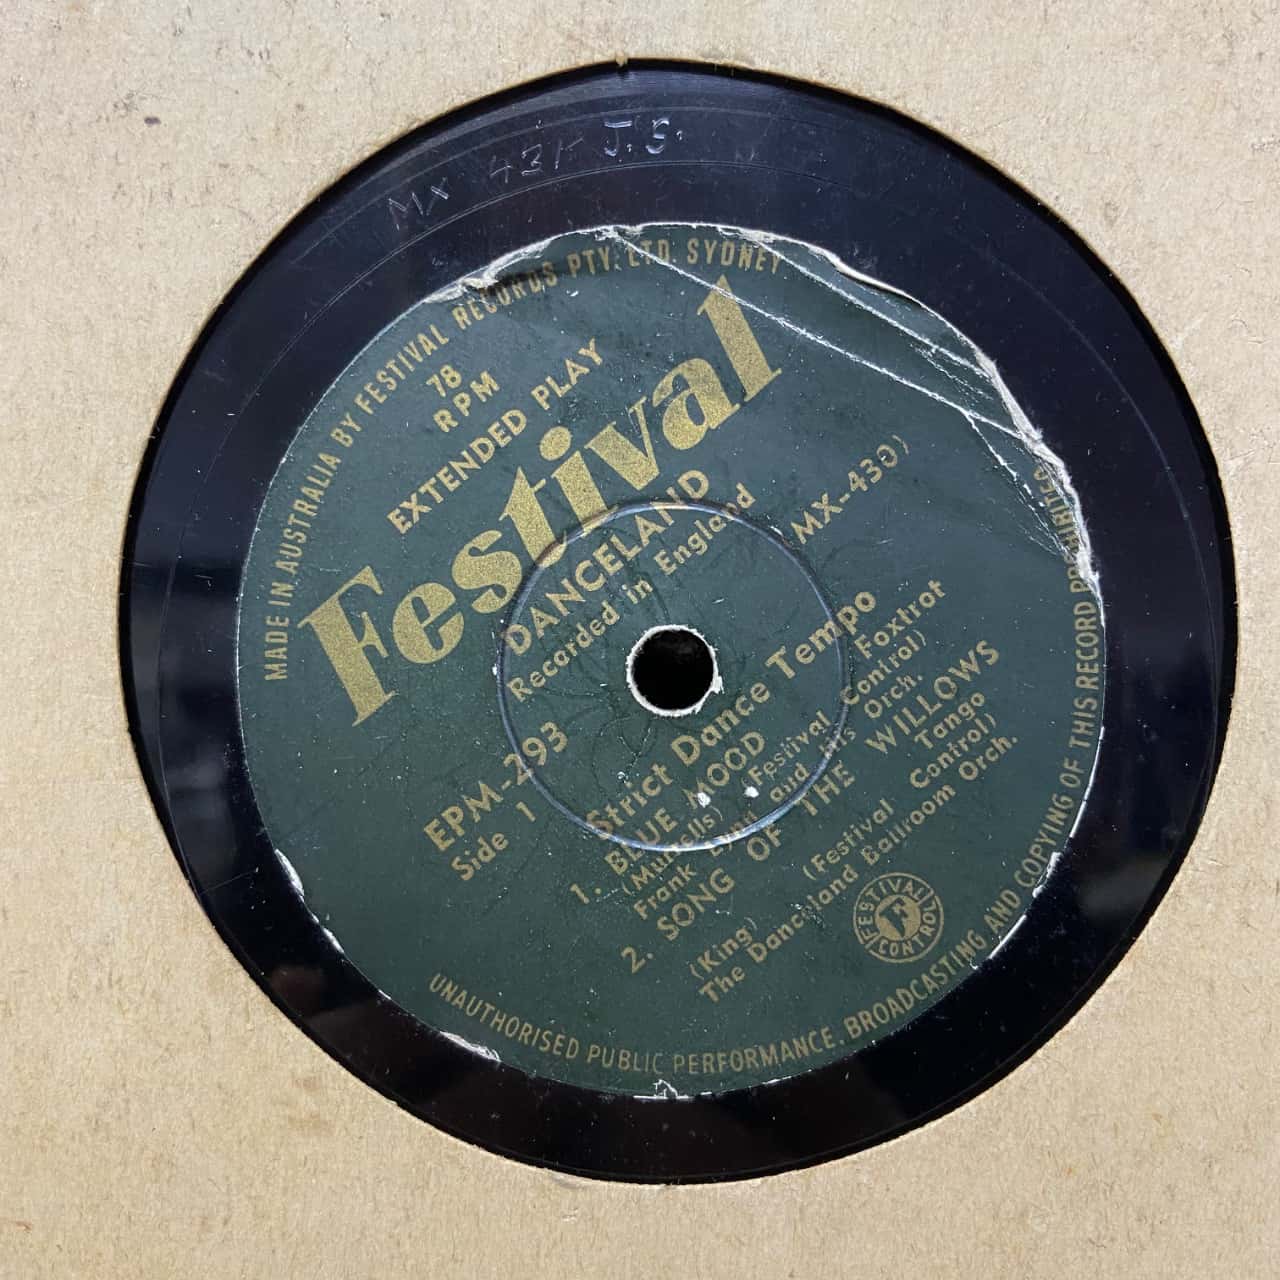 MX 431- J.S.
MADE IN AUSTRALIA BY FESTIVAL RECORDS PTY. LTD. SYDNEY
78
RPM
EXTENDED PLAY
Festival
DANCELAND
Recorded in England
MX-430)
EPM-293
Side 1
Strict Dance Tempo
1. BLUE MOOD Foxtrot
(Festival Control)
Frank and his Orch.
2. SONG OF THE WILLOWS
Tango
(King) (Festival Control)
The Danceland Ballroom Orch.
FESTIVAL CONTROL
UNAUTHORISED PUBLIC PERFORMANCE. BROADCASTING AND COPYING OF THIS RECORD PROHIBITED